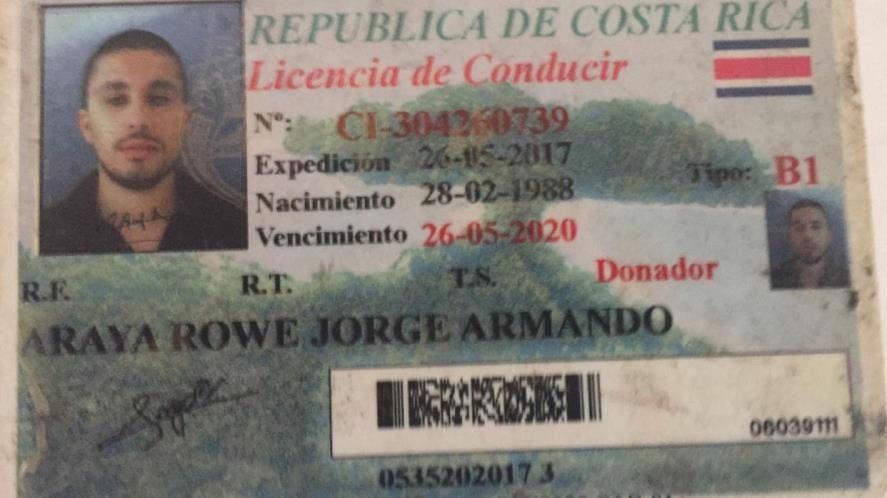 REPUBLICA DE COSTA RICA
Licencia de Conducir
Nº: CI-304260739
Expedición 26-05-2017
Nacimiento 28-02-1988
Tipo: B1
Vencimiento 26-05-2020
R.F. R.T. T.S. Donador
ARAYA ROWE JORGE ARMANDO
06039111
0535202017 3